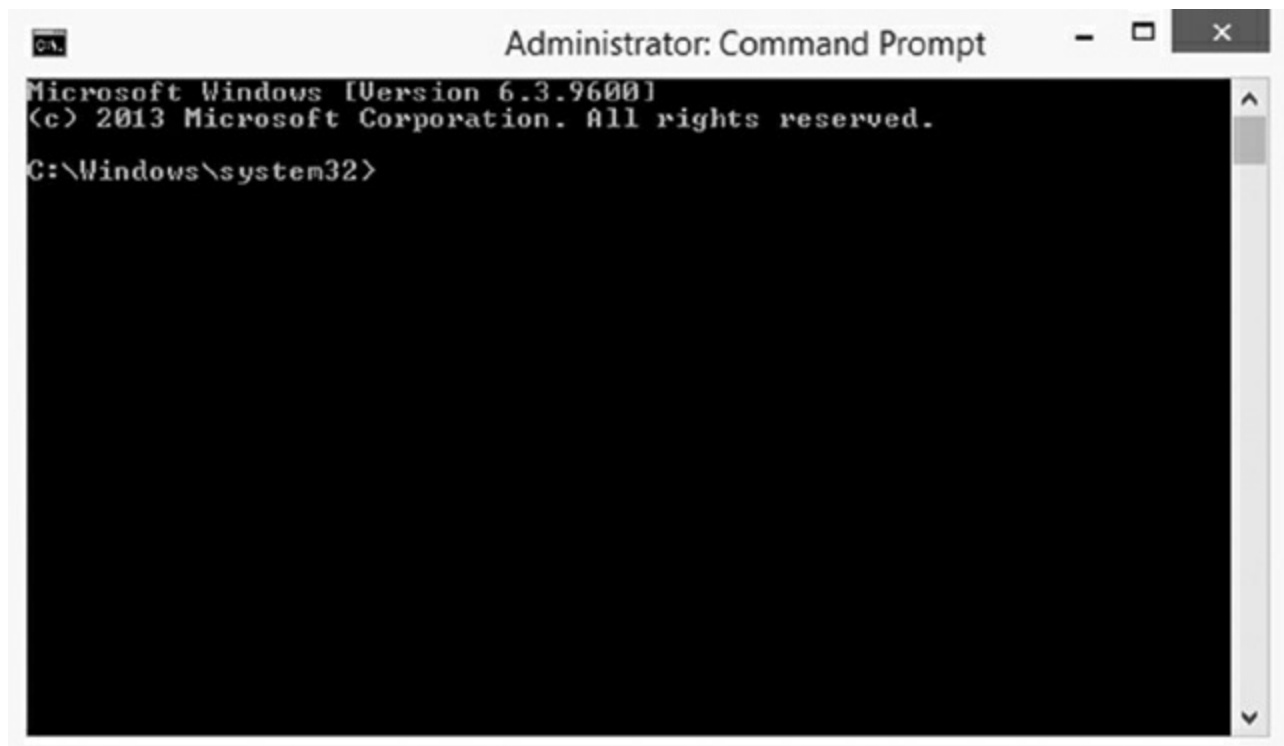 C:\.
Administrator: Command Prompt
Microsoft Windows [Version 6.3.9600]
(c) 2013 Microsoft Corporation. All rights reserved.
C:\Windows\system32>